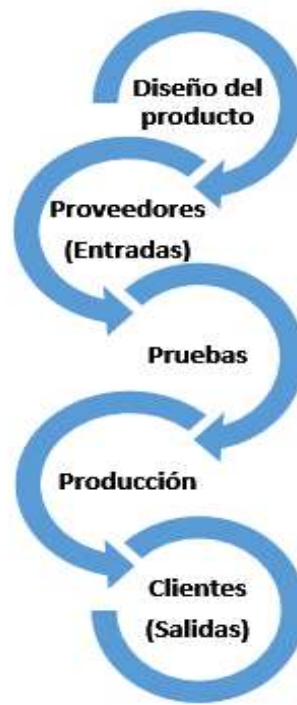 Diseño del
producto
Proveedores
(Entradas)
Pruebas
Producción
Clientes
(Salidas)